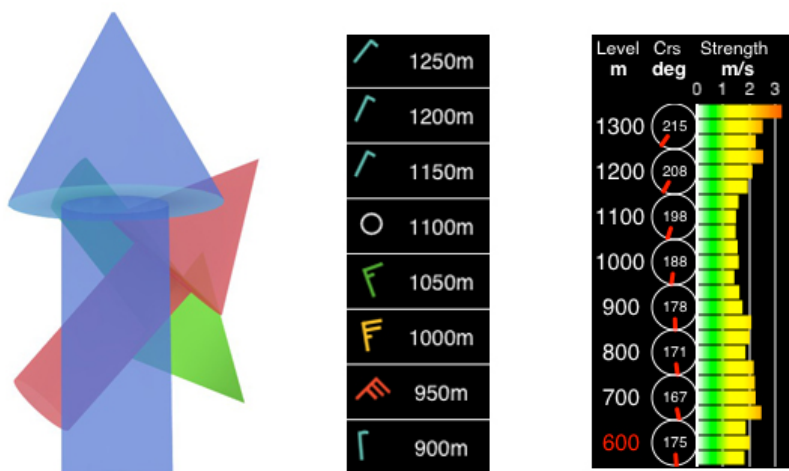 1250m
1200m
1150m
1100m
1050m
1000m
950m
900m
Level Crs Strength
m deg m/s
0 1 2 3
1300 215
1200 208
1100 198
1000 188
900 178
800 171
700 167
600 175